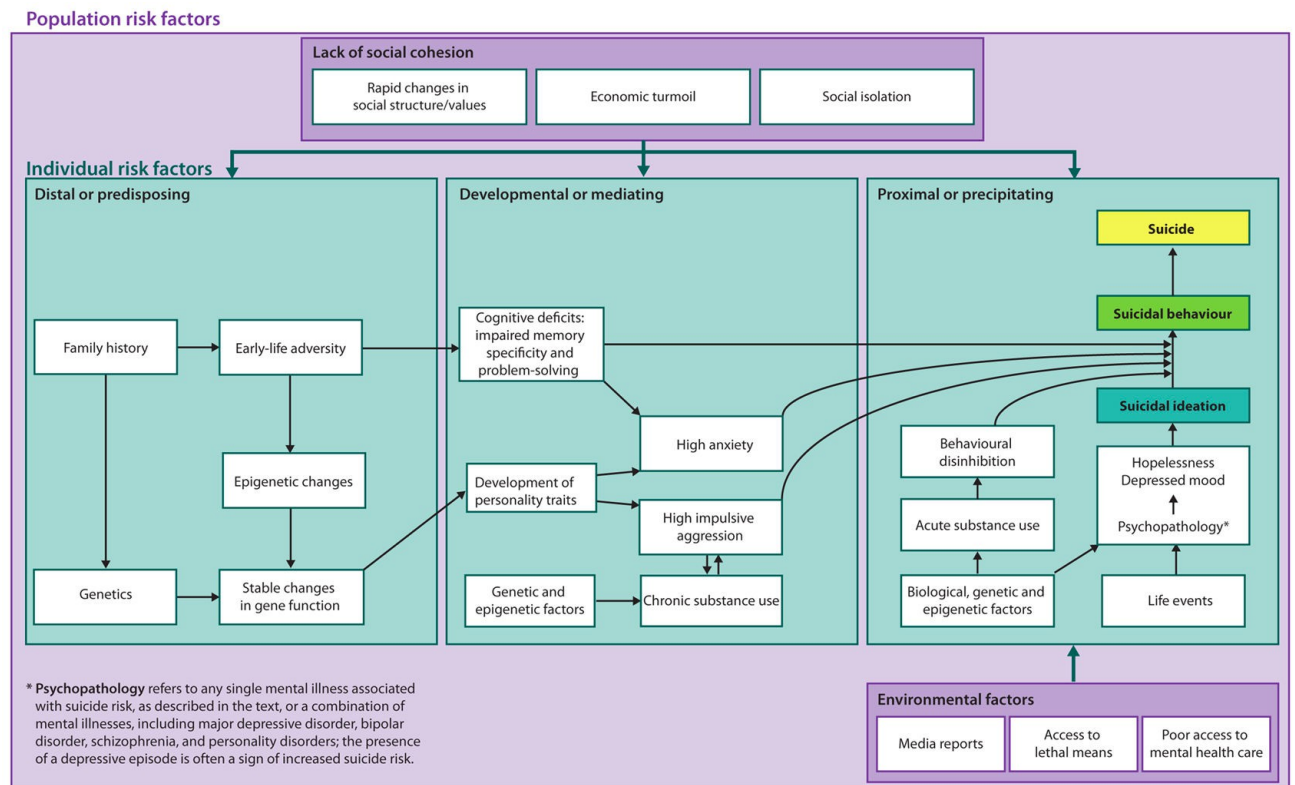 Population risk factors
Lack of social cohesion
Rapid changes in
social structure/values
Economic turmoil
Social isolation
Individual risk factors
Distal or predisposing
Family history
Early-life adversity
Epigenetic changes
Genetics
Stable changes
in gene function
Developmental or mediating
Cognitive deficits:
impaired memory
specificity and
problem-solving
High anxiety
Development of
personality traits
High impulsive
aggression
Genetic and
epigenetic factors
Chronic substance use
Proximal or precipitating
Suicide
Suicidal behaviour
Suicidal ideation
Behavioural
disinhibition
Hopelessness
Depressed mood
Psychopathology*
Acute substance use
Biological, genetic and
epigenetic factors
Life events
* Psychopathology refers to any single mental illness associated
with suicide risk, as described in the text, or a combination of
mental illnesses, including major depressive disorder, bipolar
disorder, schizophrenia, and personality disorders; the presence
of a depressive episode is often a sign of increased suicide risk.
Environmental factors
Media reports
Access to
lethal means
Poor access to
mental health care